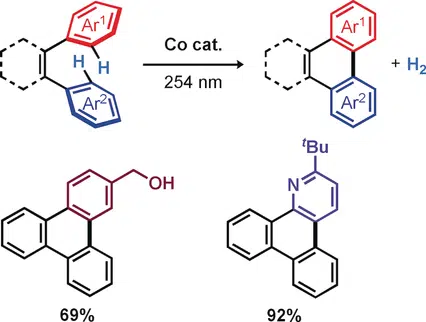 Ar1
H
H
Ar2
Co cat.
254 nm
Ar1
Ar2
+ H2
OH
69%
tBu
N
92%